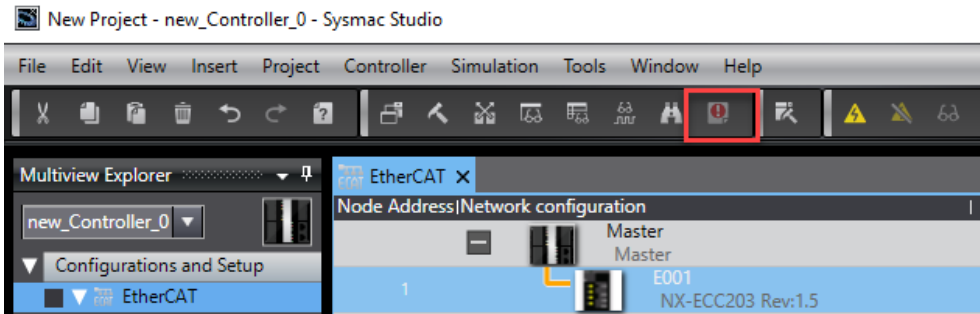 New Project - new_Controller_0 - Sysmac Studio
File Edit View Insert Project Controller Simulation Tools Window Help
Multiview Explorer
EtherCAT
new_Controller_0
Node Address|Network configuration
Master
Master
Configurations and Setup
E001
EtherCAT
1
NX-ECC203 Rev:1.5